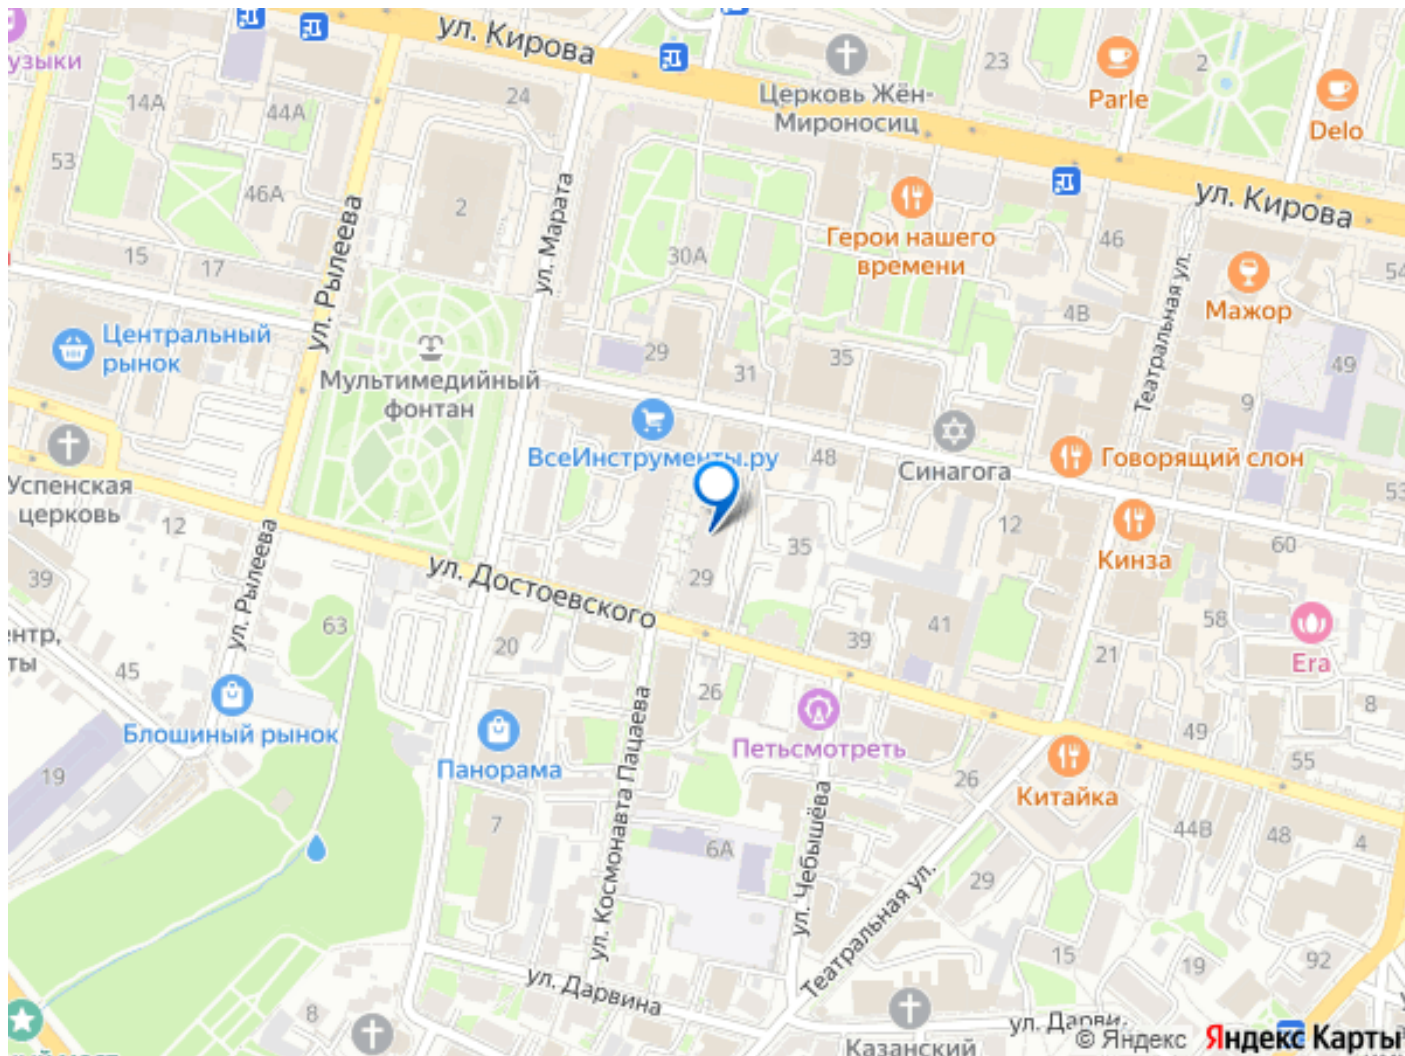 ул. Кирова
узыки
14А
44А
24
Церковь Жён-
Мироносиц
23
Parle
2
Delo
53
46А
2
ул. Марата
ул. Рылеева
ул. Кирова
Герои нашего
времени
30А
46
54
15
17
Театральная ул.
Мажор
4В
Центральный
рынок
29
35
31
49
Мультимедийный
фонтан
9
ВсеИнструменты.ру
48
Синагога
Говорящий слон
Успенская
церковь
12
53
12
Кинза
60
ул. Рылеева
ул. Достоевского
35
29
39
58
63
20
39
41
Era
ентр,
ты
45
26
21
8
Блошиный рынок
Панорама
ул. Космонавта Пацаева
Петьсмотреть
49
55
19
26
Китайка
7
6А
ул. Чебышёва
44В
48
4
29
Театральная ул.
15
19
92
ул. Дарвина
8
Казанский
ул. Дарви
© Яндекс
Яндекс Карты